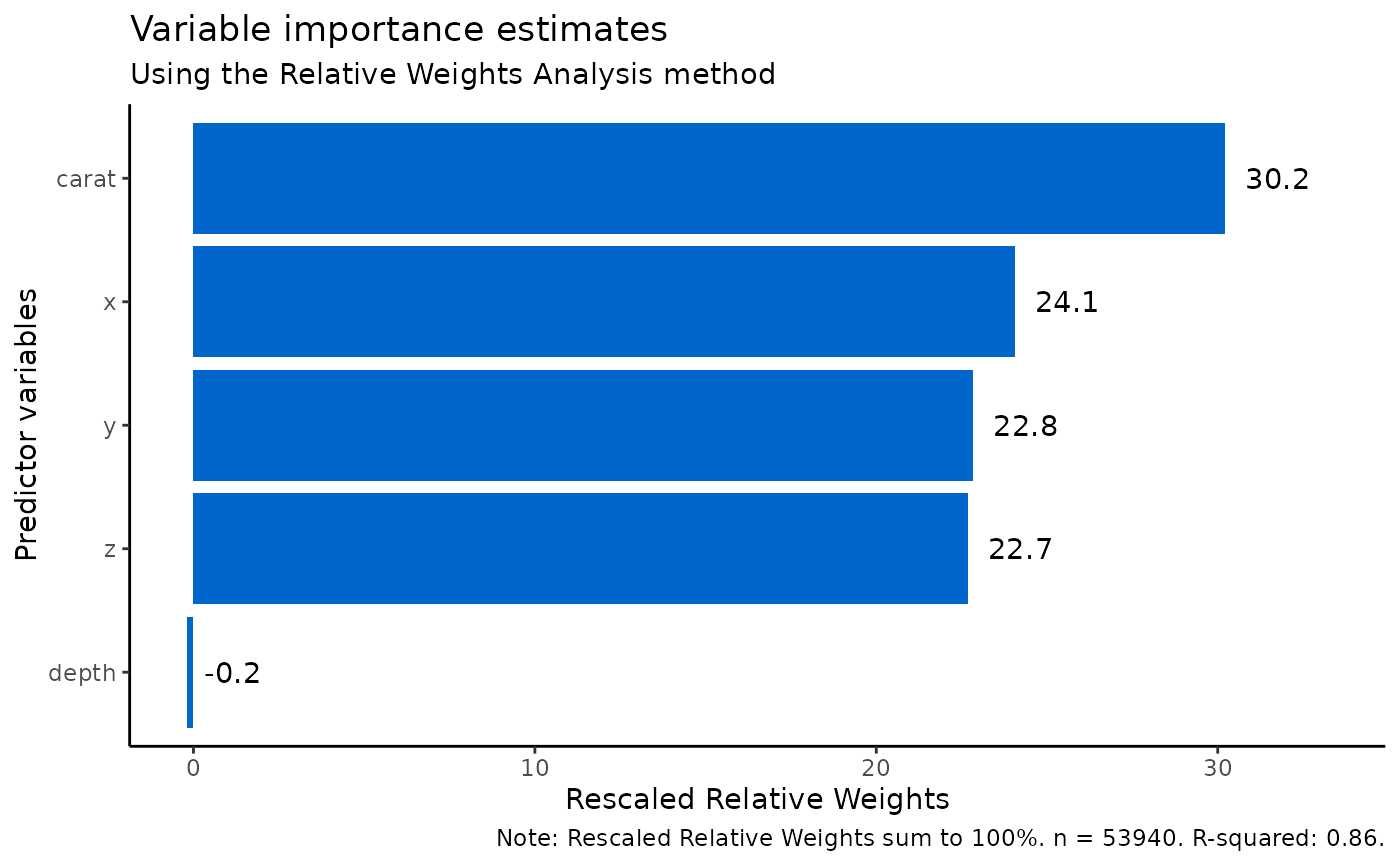 Variable importance estimates
Using the Relative Weights Analysis method
Predictor variables
carat
30.2
x
24.1
y
22.8
z
22.7
depth
-0.2
0 10 20 30
Rescaled Relative Weights
Note: Rescaled Relative Weights sum to 100%. n = 53940. R-squared: 0.86.